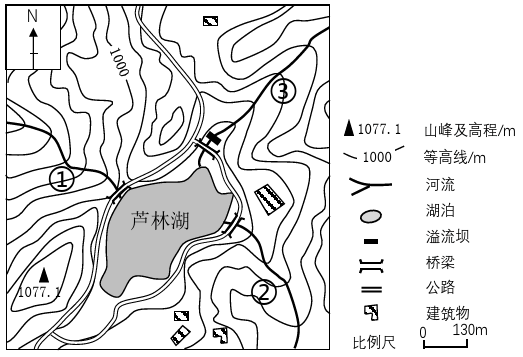 N
1000
③
①
芦林湖
②
1077.1
1077.1 山峰及高程/m
1000 等高线/m
河流
湖泊
溢流坝
桥梁
公路
建筑物
比例尺 0 130m